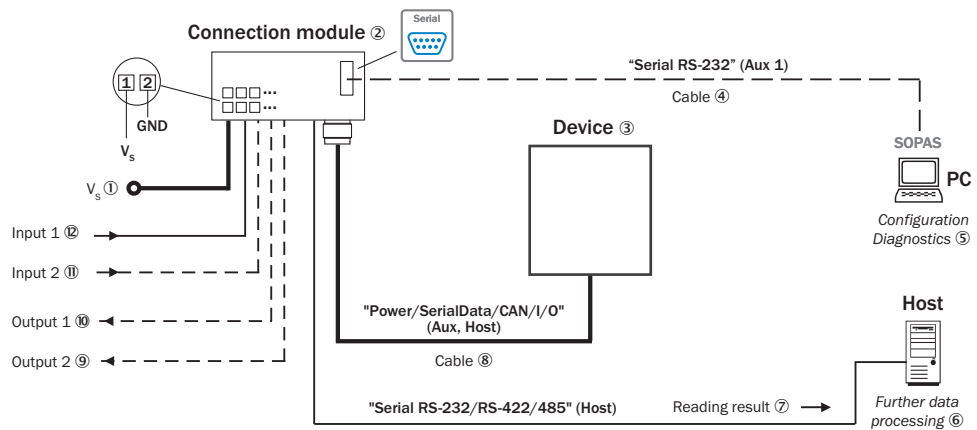 Serial
Connection module ②
"Serial RS-232" (Aux 1)
Cable ④
1 2
GND
Vs
Device ③
SOPAS
PC
Vs ①
Configuration
Diagnostics ⑤
Input 1 ⑫
Input 2 ⑪
"Power/SerialData/CAN/I/O"
(Aux, Host)
Host
Output 1 ⑩
Output 2 ⑨
Cable ⑧
"Serial RS-232/RS-422/485" (Host)
Reading result ⑦
Further data
processing ⑥